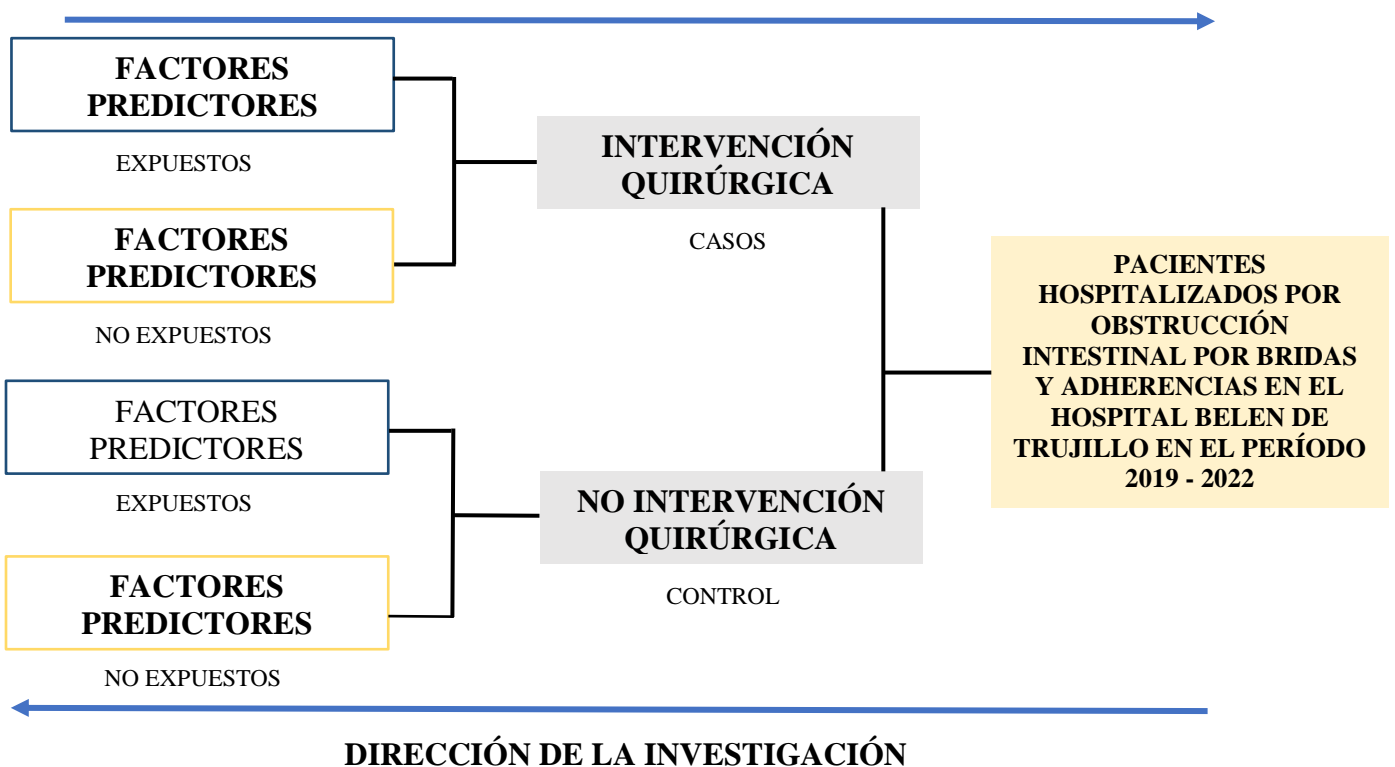 FACTORES
PREDICTORES
EXPUESTOS
FACTORES
PREDICTORES
NO EXPUESTOS
INTERVENCIÓN
QUIRÚRGICA
CASOS
FACTORES
PREDICTORES
EXPUESTOS
FACTORES
PREDICTORES
NO EXPUESTOS
NO INTERVENCIÓN
QUIRÚRGICA
CONTROL
PACIENTES
HOSPITALIZADOS POR
OBSTRUCCIÓN
INTESTINAL POR BRIDAS
Y ADHERENCIAS EN EL
HOSPITAL BELEN DE
TRUJILLO EN EL PERÍODO
2019 - 2022
DIRECCIÓN DE LA INVESTIGACIÓN